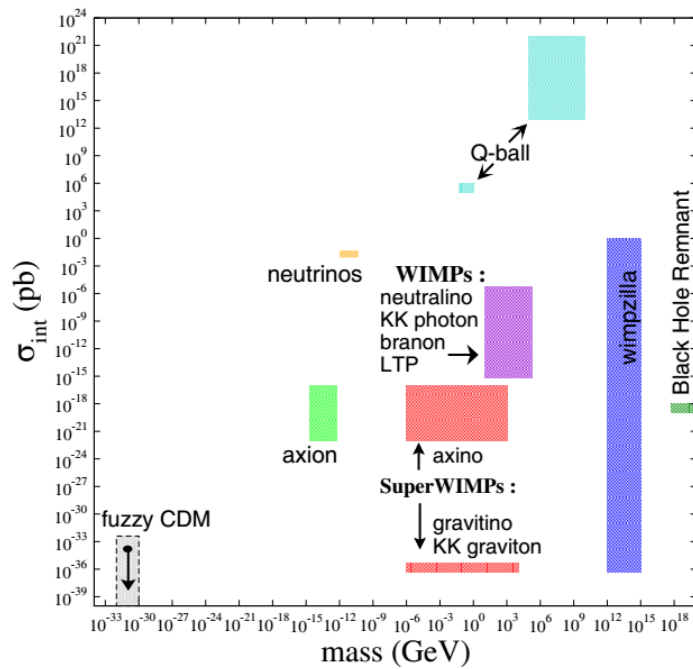 10^24
10^21
10^18
10^15
10^12
10^9
10^6
10^3
10^0
10^-3
10^-6
10^-9
10^-12
10^-15
10^-18
10^-21
10^-24
10^-27
10^-30
10^-33
10^-36
10^-39
σ_int (pb)
Q-ball
neutrinos
WIMPs :
neutralino
KK photon
branon
LTP
wimpzilla
Black Hole Remnant
axion
axino
SuperWIMPs :
gravitino
KK graviton
fuzzy CDM
10^-33 10^-30 10^-27 10^-24 10^-21 10^-18 10^-15 10^-12 10^-9 10^-6 10^-3 10^0 10^3 10^6 10^9 10^12 10^15 10^18
mass (GeV)